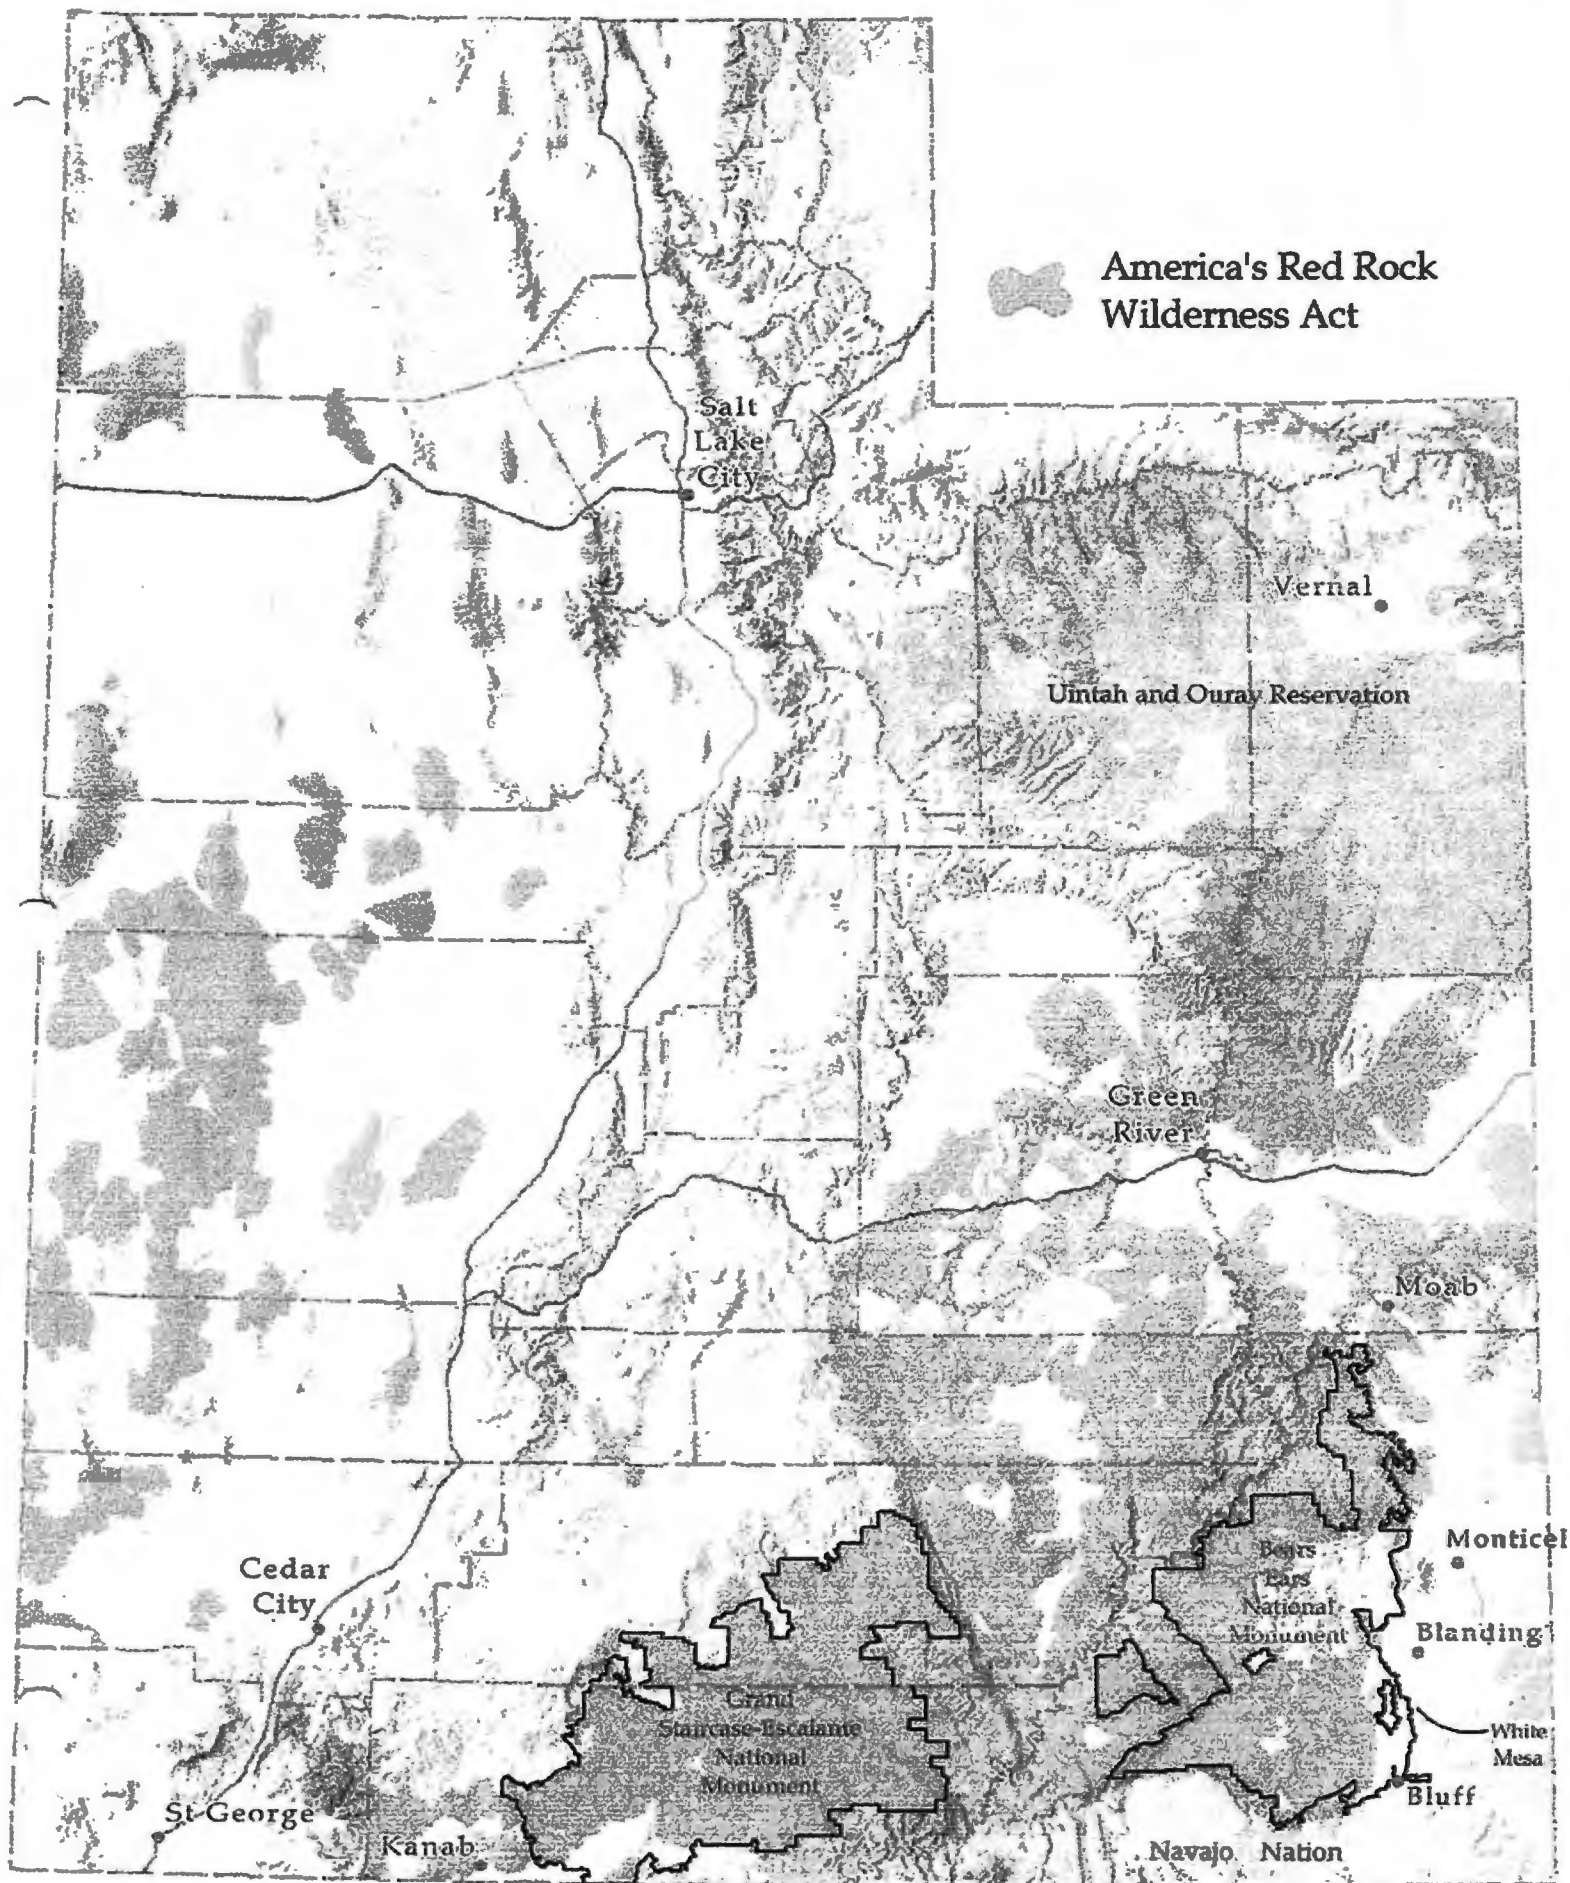 America's Red Rock
Wilderness Act
Salt
Lake
City
Vernal
Uintah and Ouray Reservation
Green
River
Moab
Cedar
City
Bears
Ears
National
Monument
Monticel
Blanding
Grand
Staircase-Escalante
National
Monument
White
Mesa
St George
Bluff
Kanab
Navajo Nation